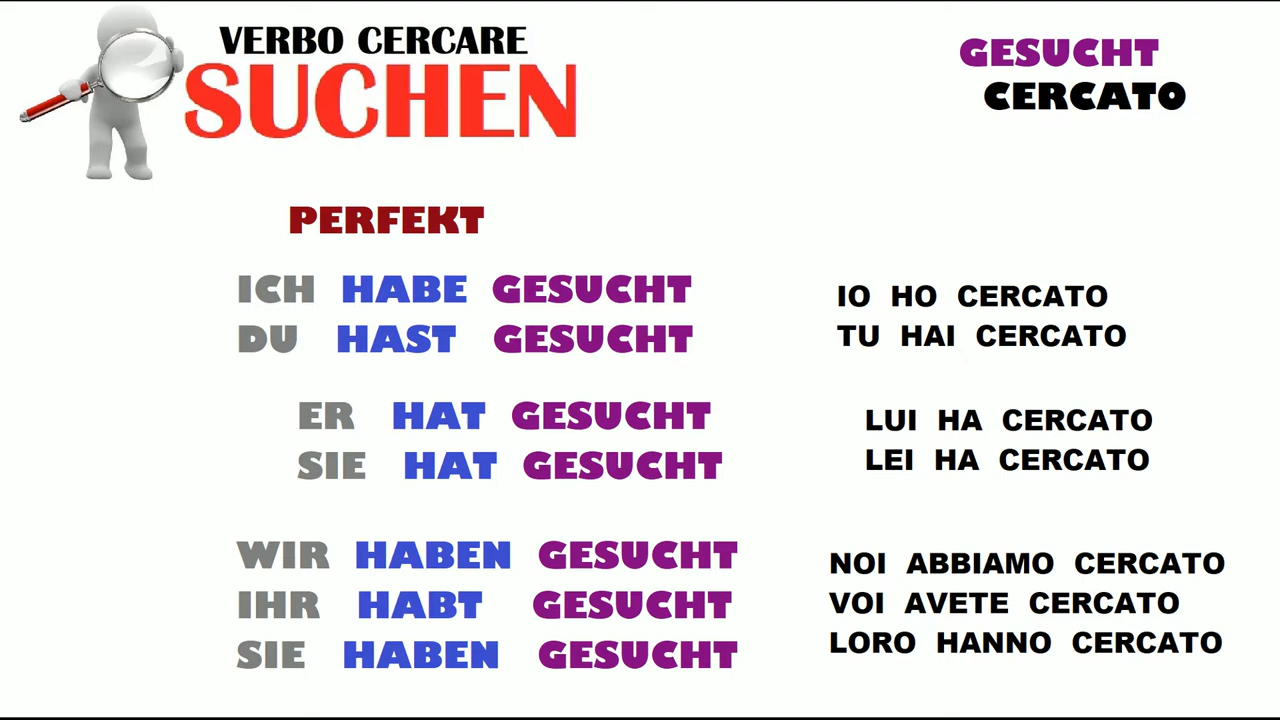 VERBO CERCARE
SUCHEN
GESUCHT
CERCATO
PERFEKT
ICH HABE GESUCHT
IO HO CERCATO
DU HAST GESUCHT
TU HAI CERCATO
ER HAT GESUCHT
LUI HA CERCATO
SIE HAT GESUCHT
LEI HA CERCATO
WIR HABEN GESUCHT
NOI ABBIAMO CERCATO
IHR HABT GESUCHT
VOI AVETE CERCATO
SIE HABEN GESUCHT
LORO HANNO CERCATO